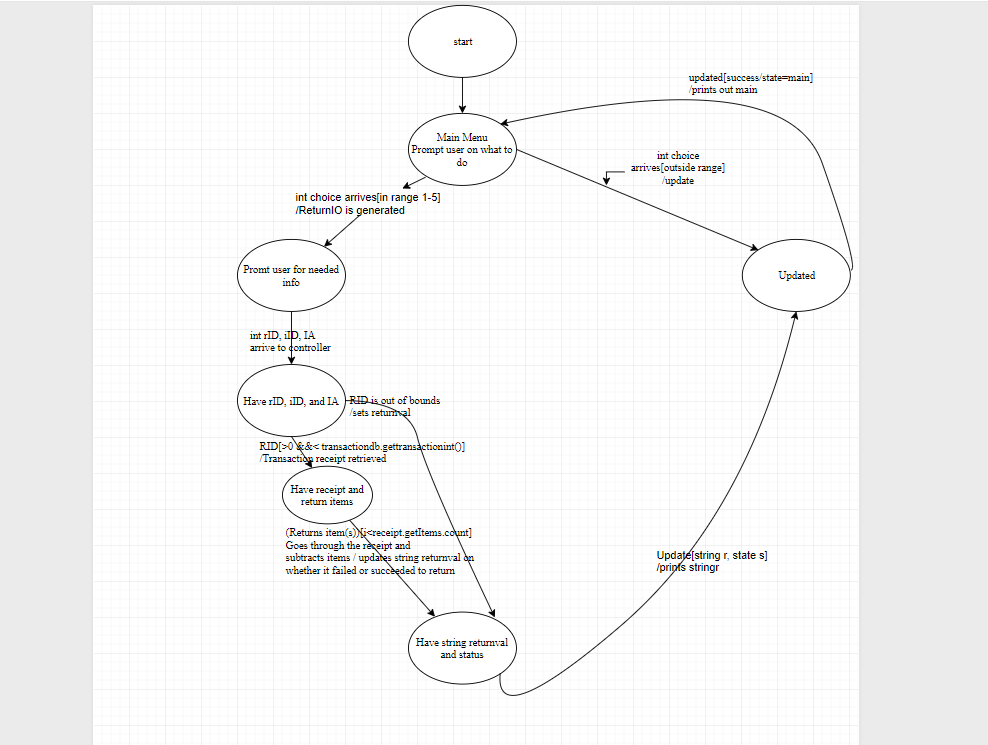 start
updated[success/state=main]
/prints out main
Main Menu
Prompt user on what to
do
int choice
arrives[outside range]
/update
int choice arrives[in range 1-5]
/ReturnIO is generated
Promt user for needed
info
Updated
int rID, iID, IA
arrive to controller
Have rID, iID, and IA
RID is out of bounds
/sets returnval
RID[>0 &&< transactiondb.gettransactionint()]
/Transaction receipt retrieved
Have receipt and
return items
(Returns item(s))[i<receipt.getItems.count]
Goes through the receipt and
subtracts items / updates string returnval on
whether it failed or succeeded to return
Update[string r, state s]
/prints stringr
Have string returnval
and status